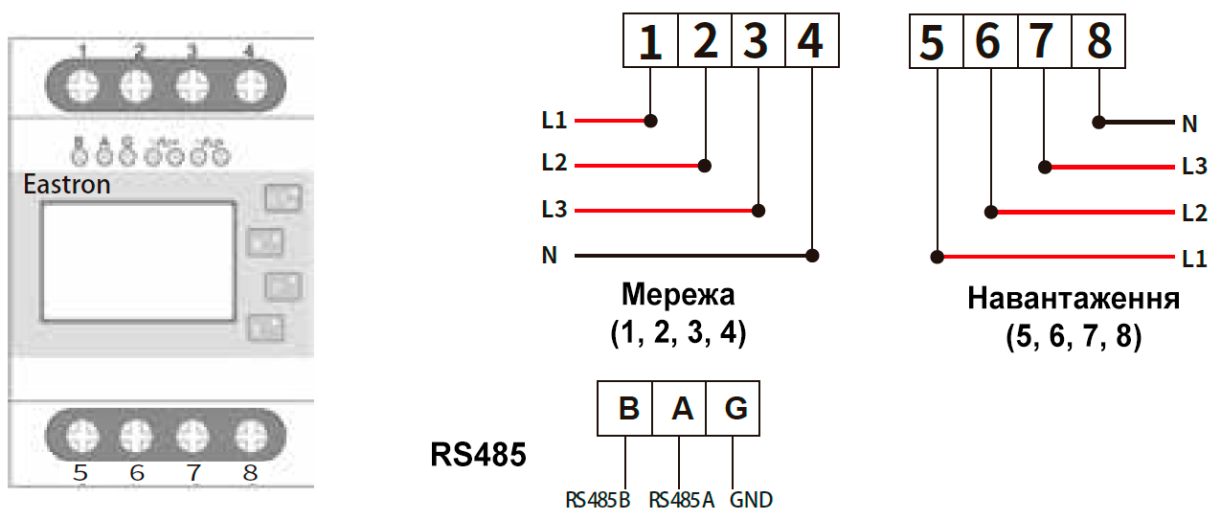 1 2 3 4
B A G
Eastron
5 6 7 8
1 2 3 4
L1
L2
L3
N
Мережа
(1, 2, 3, 4)
5 6 7 8
N
L3
L2
L1
Навантаження
(5, 6, 7, 8)
RS485
B A G
RS485B RS485A GND